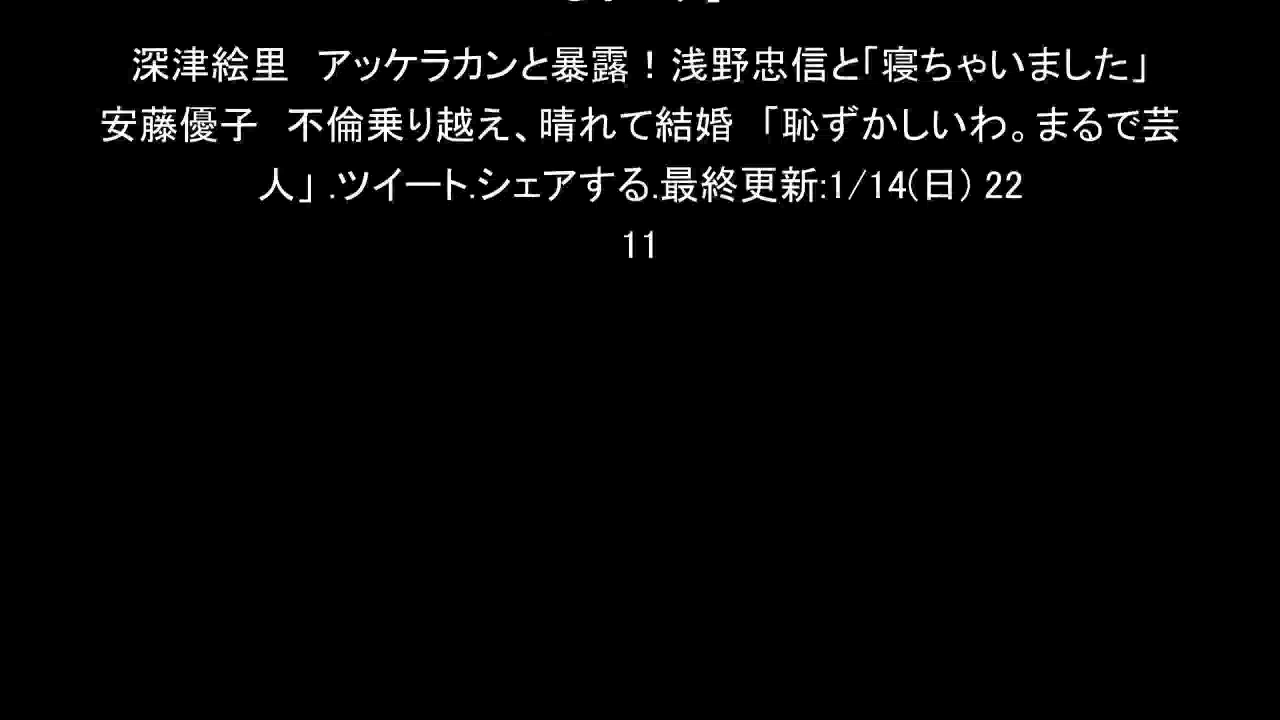 深津絵里　アッケラカンと暴露！浅野忠信と「寝ちゃいました」
安藤優子　不倫乗り越え、晴れて結婚　「恥ずかしいわ。まるで芸
人」.ツイート.シェアする.最終更新:1/14(日) 22
11